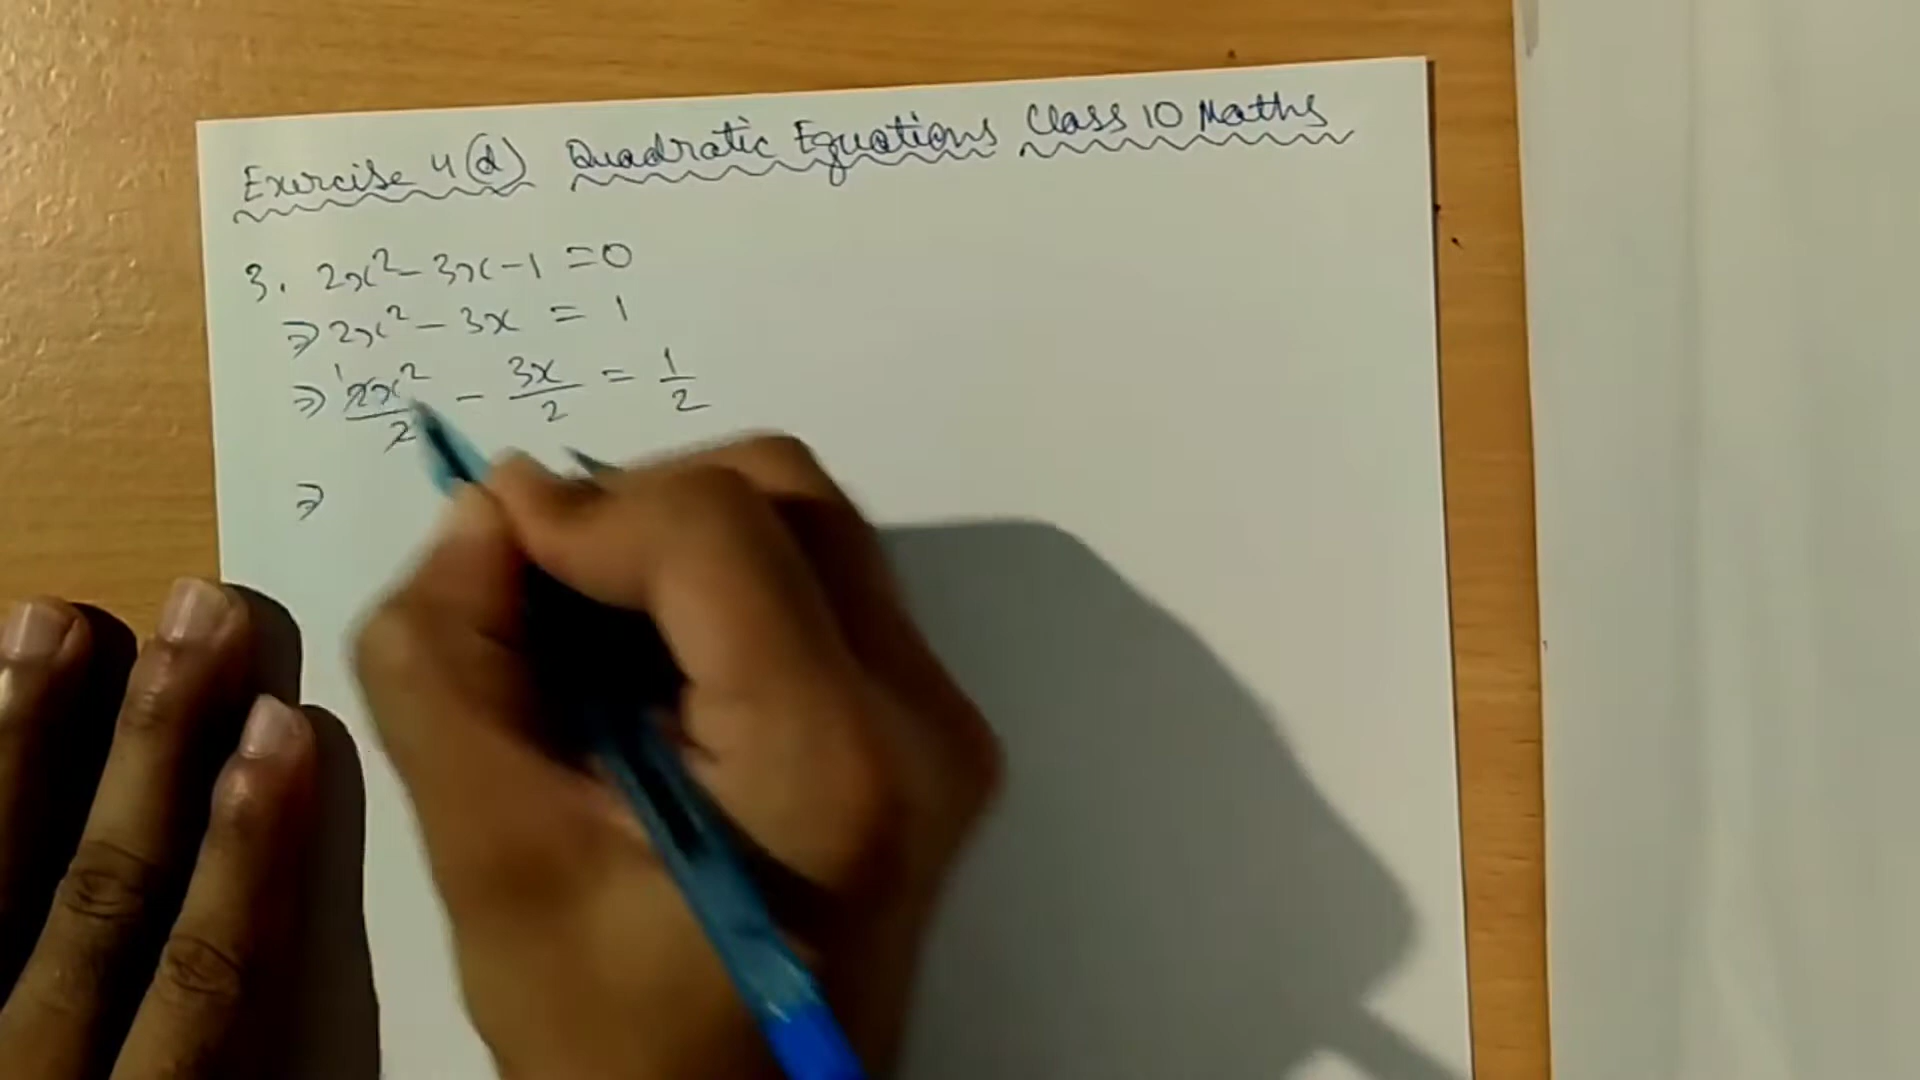 Exercise 4(d) Quadratic Equations Class 10 Maths
3. 2x² - 3x - 1 = 0
⇒ 2x² - 3x = 1
⇒ ¹2x²/2 - 3x/2 = 1/2
⇒